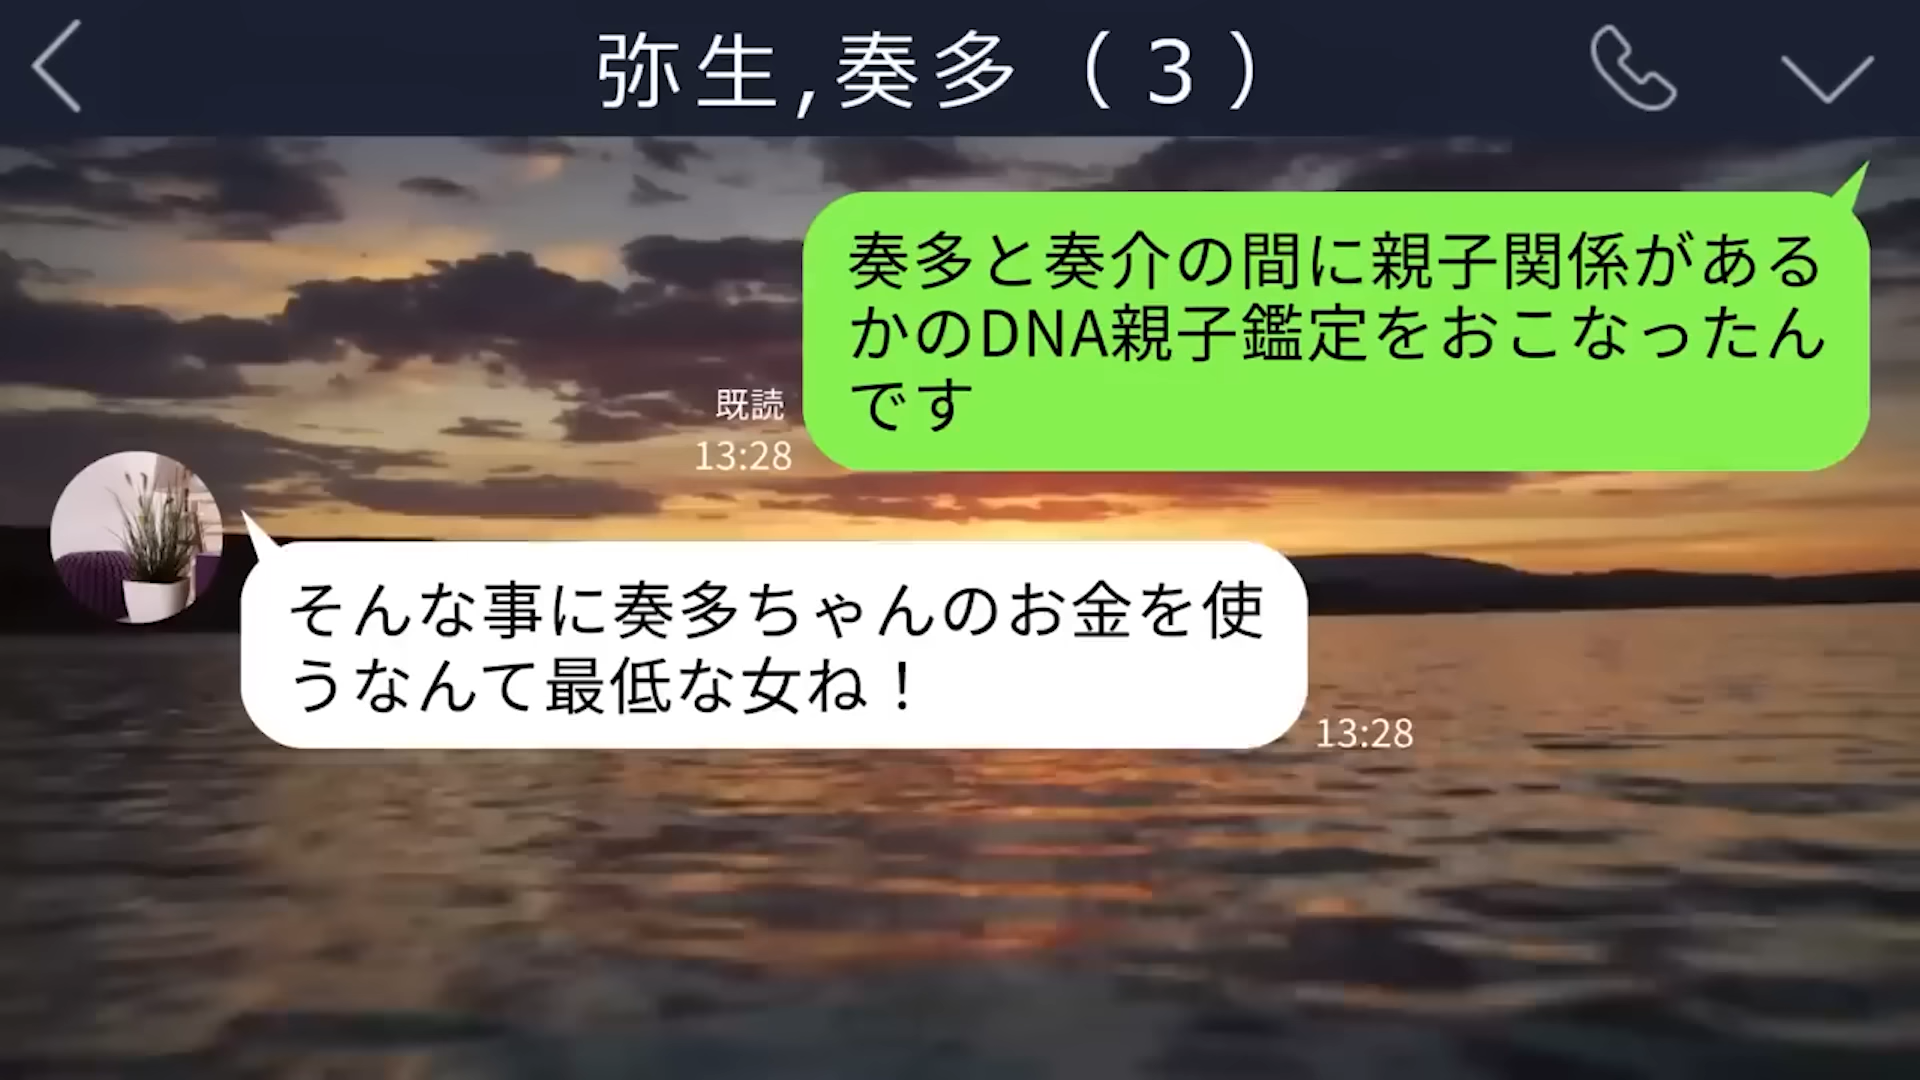 弥生,奏多（3）
奏多と奏介の間に親子関係がある
かのDNA親子鑑定をおこなったん
です
既読
13:28
そんな事に奏多ちゃんのお金を使
うなんて最低な女ね！
13:28